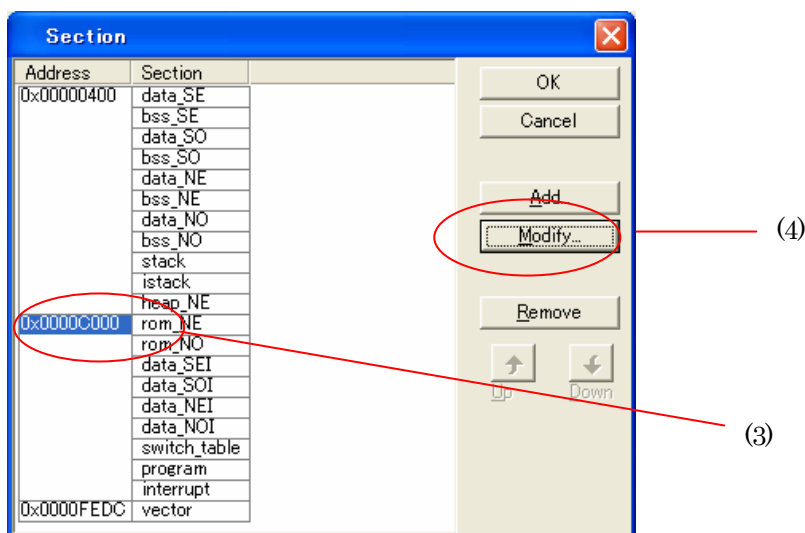 Section
Address Section
0x00000400 data_SE
bss_SE
data_SO
bss_SO
data_NE
bss_NE
data_NO
bss_NO
stack
istack
heap_NE
0x0000C000 rom_NE
rom_NO
data_SEI
data_SOI
data_NEI
data_NOI
switch_table
program
interrupt
0x0000FEDC vector
OK
Cancel
Add...
Modify...
Remove
Up Down
(4)
(3)